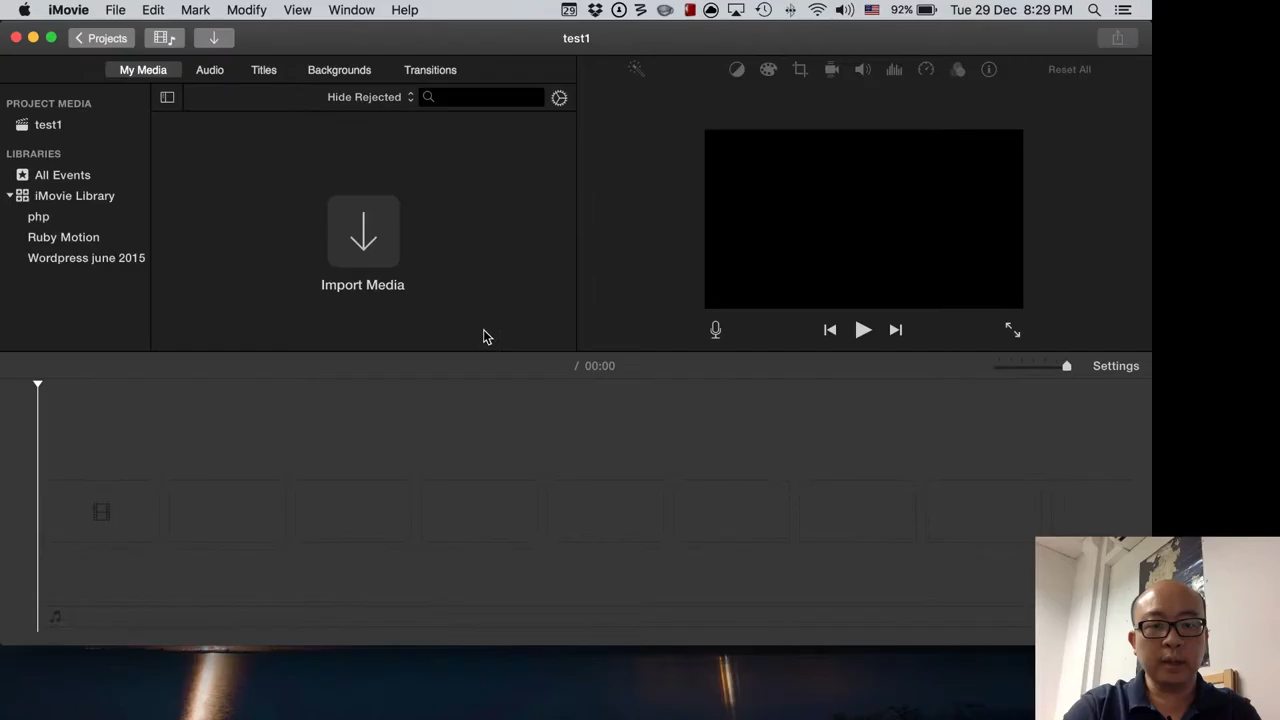 iMovie File Edit Mark Modify View Window Help 29 92% Tue 29 Dec 8:29 PM
Projects test1
My Media Audio Titles Backgrounds Transitions Reset All
PROJECT MEDIA Hide Rejected
test1
LIBRARIES
All Events
iMovie Library
php
Ruby Motion
Wordpress june 2015
Import Media
/ 00:00 Settings